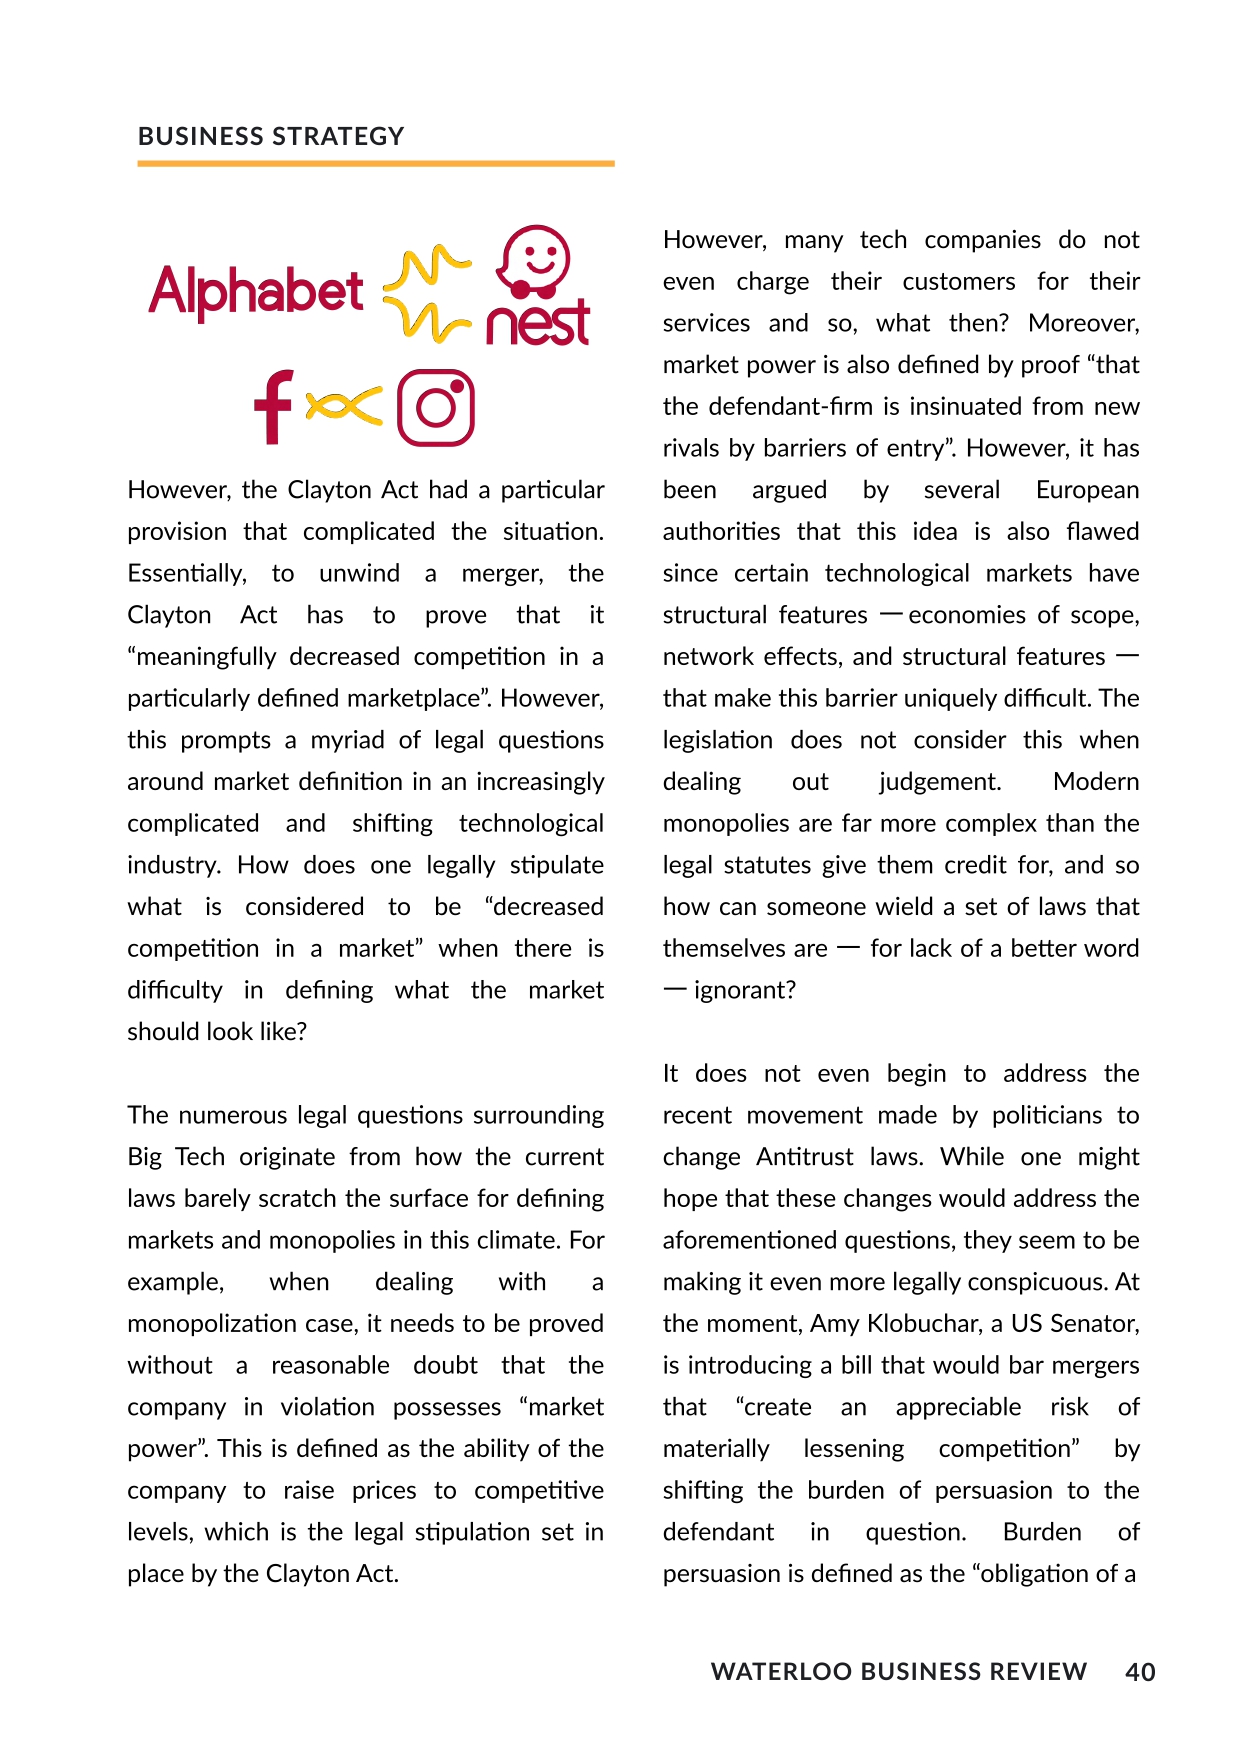 BUSINESS STRATEGY
Alphabet
nest
f
However, the Clayton Act had a particular
provision that complicated the situation.
Essentially, to unwind a merger, the
Clayton Act has to prove that it
“meaningfully decreased competition in a
particularly defined marketplace”. However,
this prompts a myriad of legal questions
around market definition in an increasingly
complicated and shifting technological
industry. How does one legally stipulate
what is considered to be “decreased
competition in a market” when there is
difficulty in defining what the market
should look like?
The numerous legal questions surrounding
Big Tech originate from how the current
laws barely scratch the surface for defining
markets and monopolies in this climate. For
example, when dealing with a
monopolization case, it needs to be proved
without a reasonable doubt that the
company in violation possesses “market
power”. This is defined as the ability of the
company to raise prices to competitive
levels, which is the legal stipulation set in
place by the Clayton Act.
However, many tech companies do not
even charge their customers for their
services and so, what then? Moreover,
market power is also defined by proof “that
the defendant-firm is insinuated from new
rivals by barriers of entry”. However, it has
been argued by several European
authorities that this idea is also flawed
since certain technological markets have
structural features — economies of scope,
network effects, and structural features —
that make this barrier uniquely difficult. The
legislation does not consider this when
dealing out judgement. Modern
monopolies are far more complex than the
legal statutes give them credit for, and so
how can someone wield a set of laws that
themselves are — for lack of a better word
— ignorant?
It does not even begin to address the
recent movement made by politicians to
change Antitrust laws. While one might
hope that these changes would address the
aforementioned questions, they seem to be
making it even more legally conspicuous. At
the moment, Amy Klobuchar, a US Senator,
is introducing a bill that would bar mergers
that “create an appreciable risk of
materially lessening competition” by
shifting the burden of persuasion to the
defendant in question. Burden of
persuasion is defined as the “obligation of a
WATERLOO BUSINESS REVIEW 40